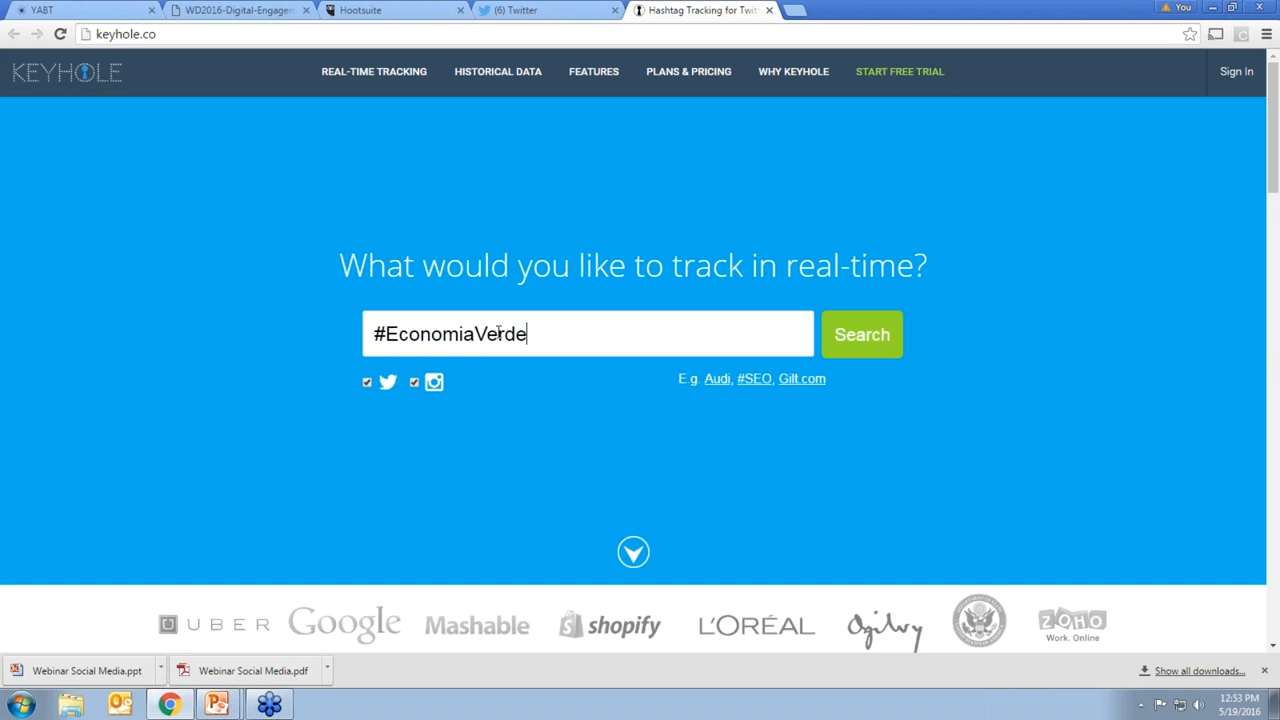 YABT
WD2016-Digital-Engagen
Hootsuite
(6) Twitter
Hashtag Tracking for Twit
You
keyhole.co
KEYHOLE
REAL-TIME TRACKING
HISTORICAL DATA
FEATURES
PLANS & PRICING
WHY KEYHOLE
START FREE TRIAL
Sign In
What would you like to track in real-time?
#EconomiaVerde
Search
E.g. Audi, #SEO, Gilt.com
UBER
Google
Mashable
shopify
L'ORÉAL
Ogilvy
ZOHO
Work. Online
Webinar Social Media.ppt
Webinar Social Media.pdf
Show all downloads...
12:53 PM
5/19/2016